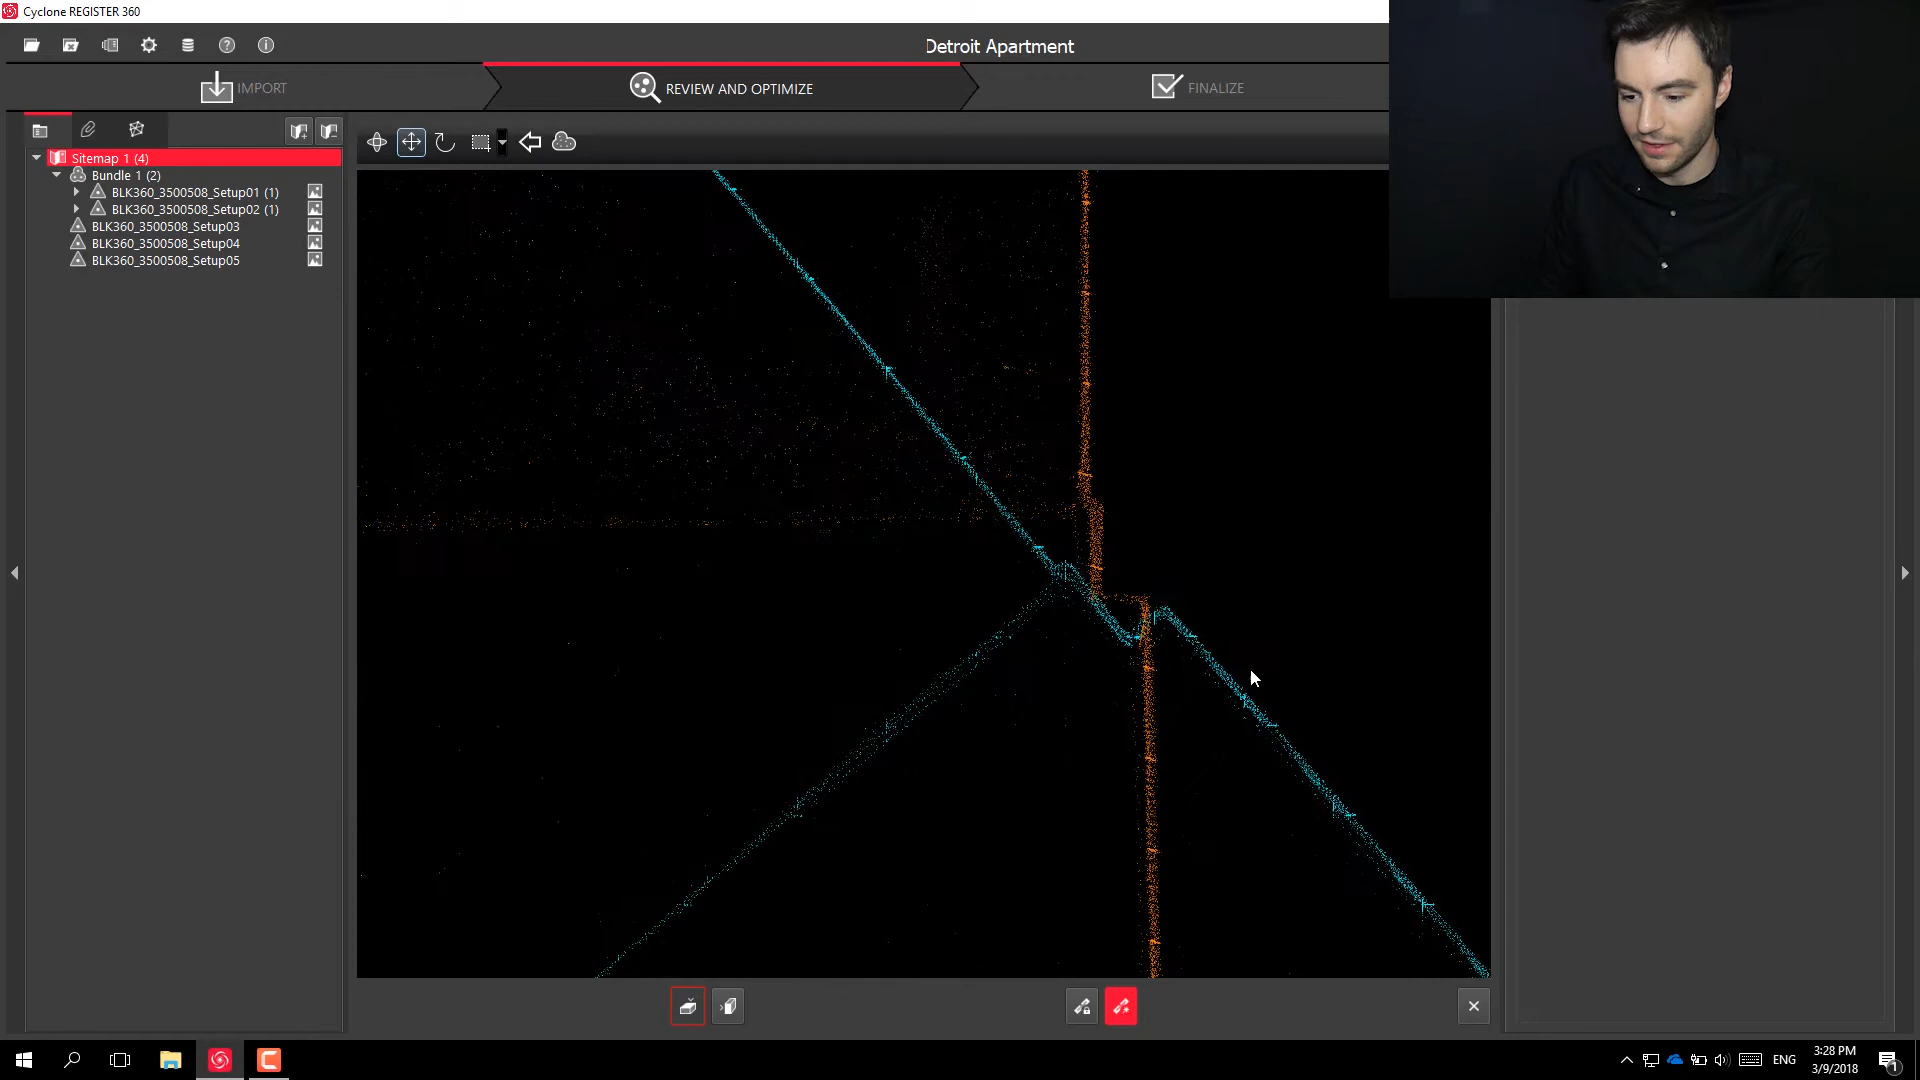 Cyclone REGISTER 360
Detroit Apartment
IMPORT
REVIEW AND OPTIMIZE
FINALIZE
Sitemap 1 (4)
Bundle 1 (2)
BLK360_3500508_Setup01 (1)
BLK360_3500508_Setup02 (1)
BLK360_3500508_Setup03
BLK360_3500508_Setup04
BLK360_3500508_Setup05
ENG
3:28 PM
3/9/2018
1